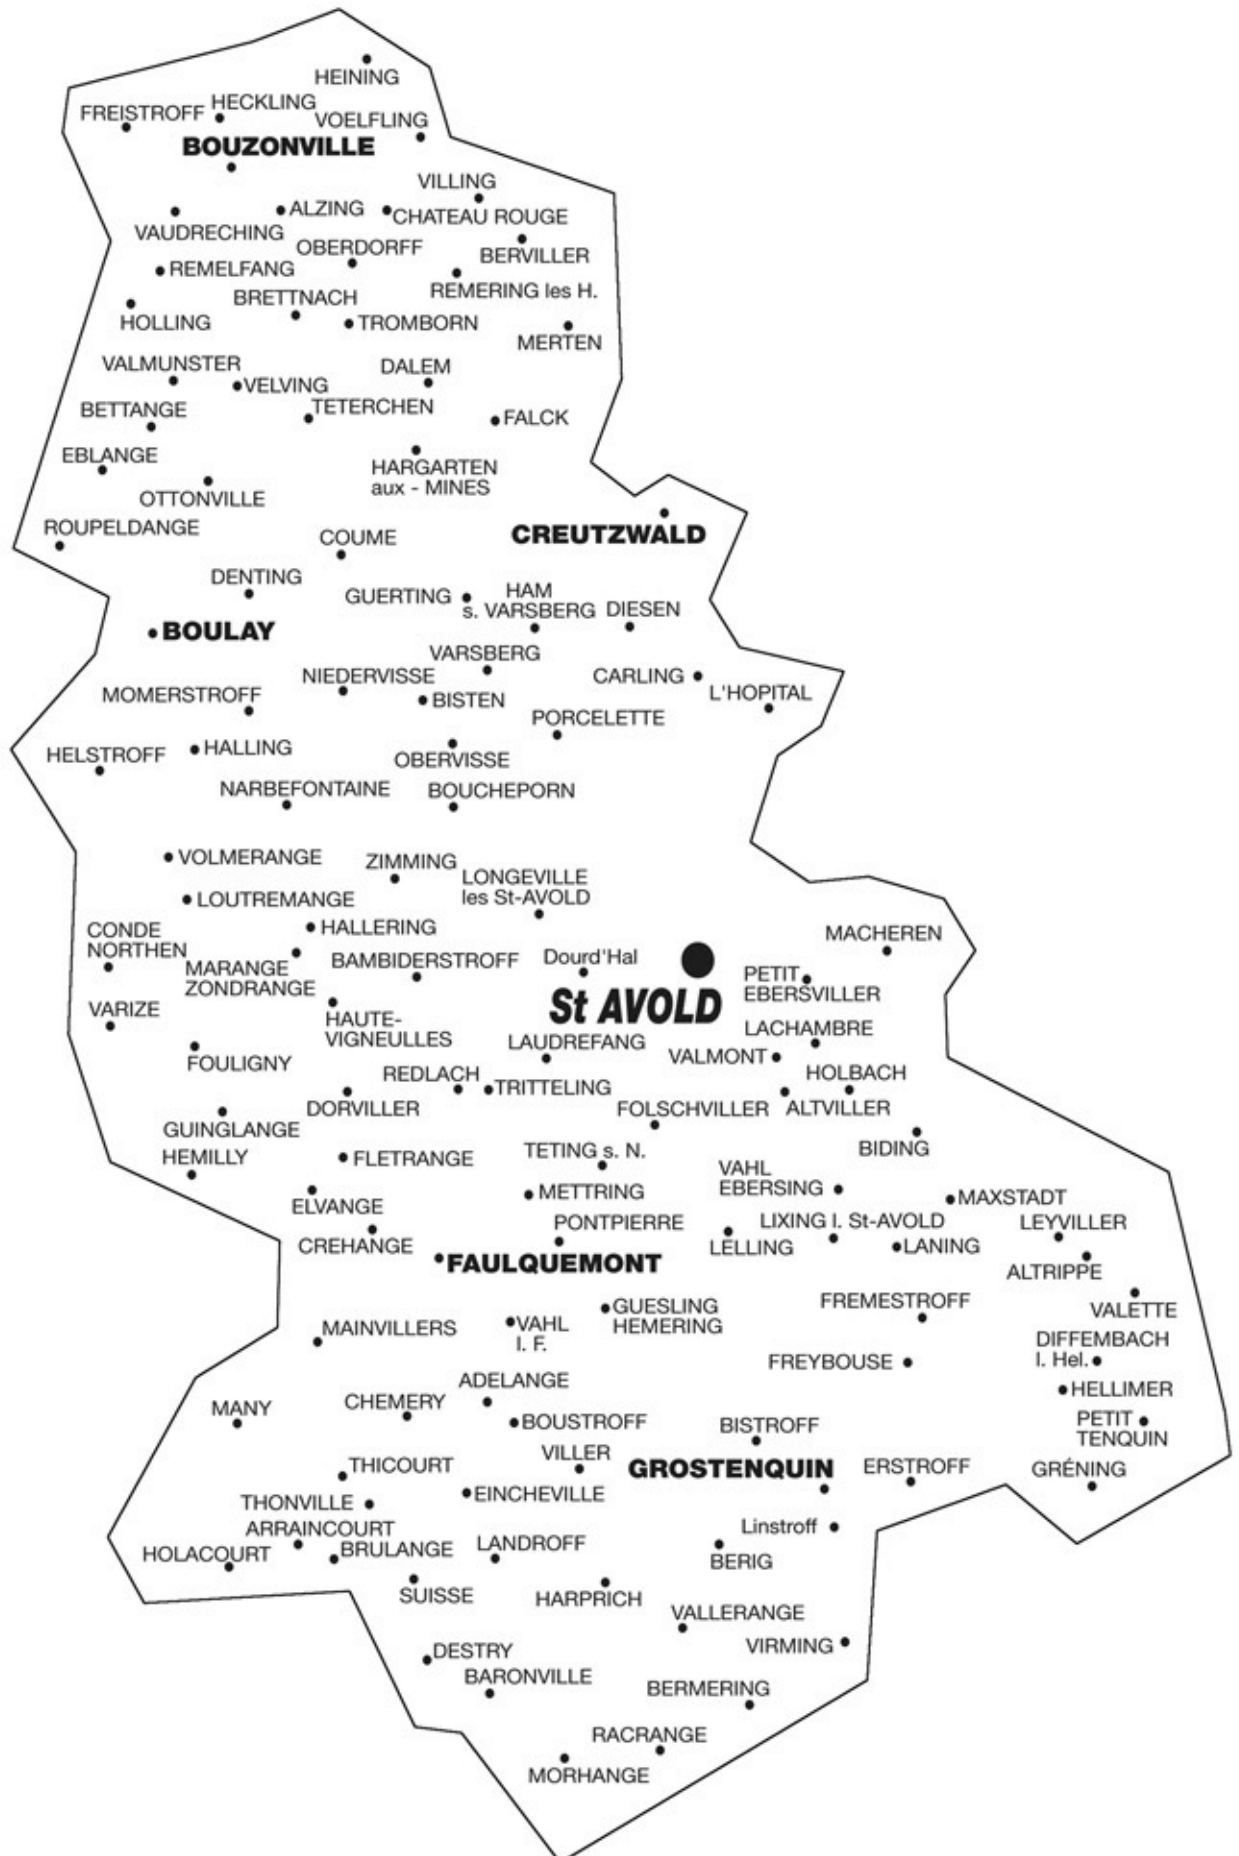 HEINING
HECKLING
FREISTROFF
VOELFLING
BOUZONVILLE
VILLING
ALZING
CHATEAU ROUGE
VAUDRECHING
OBERDORFF
BERVILLER
REMELFANG
REMERING les H.
BRETTNACH
HOLLING
TROMBORN
MERTEN
VALMUNSTER
DALEM
VELVING
BETTANGE
TETERCHEN
FALCK
EBLANGE
HARGARTEN
aux - MINES
OTTONVILLE
ROUPELDANGE
CREUTZWALD
COUME
DENTING
GUERTING
HAM
s. VARSBERG
DIESEN
BOULAY
VARSBERG
NIEDERVISSE
CARLING
MOMERSTROFF
L'HOPITAL
BISTEN
PORCELETTE
HALLING
HELSTROFF
OBERVISSE
NARBEFONTAINE
BOUCHEPORN
VOLMERANGE
ZIMMING
LONGEVILLE
les St-AVOLD
LOUTREMANGE
HALLERING
CONDE
NORTHEN
MACHEREN
BAMBIDERSTROFF
Dourd'Hal
MARANGE
ZONDRANGE
PETIT
EBERSVILLER
St AVOLD
VARIZE
HAUTE-
VIGNEULLES
LACHAMBRE
LAUDREFANG
VALMONT
FOULIGNY
REDLACH
HOLBACH
TRITTELING
DORVILLER
FOLSCHVILLER
ALTVILLER
GUINGLANGE
BIDING
TETING s. N.
HEMILLY
FLETRANGE
VAHL
EBERSING
METTRING
MAXSTADT
ELVANGE
PONTPIERRE
LIXING l. St-AVOLD
LEYVILLER
CREHANGE
LELLING
LANING
FAULQUEMONT
ALTRIPPE
FREMESTROFF
GUESLING
HEMERING
VALETTE
MAINVILLERS
VAHL
l. F.
DIFFEMBACH
l. Hel.
FREYBOUSE
ADELANGE
HELLIMER
CHEMERY
MANY
BOUSTROFF
BISTROFF
PETIT
TENQUIN
VILLER
THICOURT
GROSTENQUIN
ERSTROFF
GRÉNING
EINCHEVILLE
THONVILLE
ARRAINCOURT
Linstroff
LANDROFF
BRULANGE
HOLACOURT
BERIG
SUISSE
HARPRICH
VALLERANGE
VIRMING
DESTRY
BARONVILLE
BERMERING
RACRANGE
MORHANGE